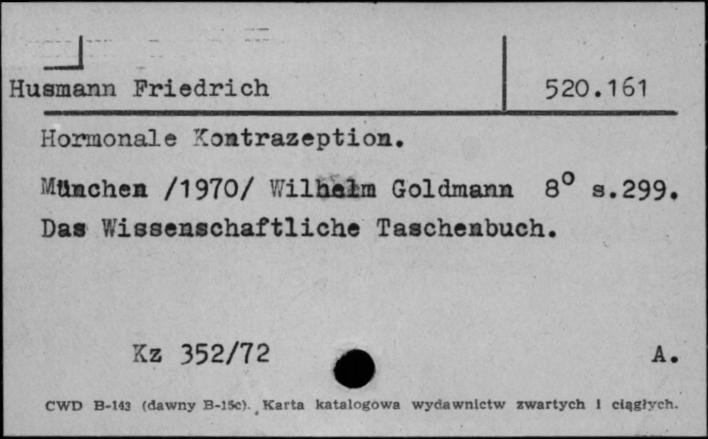 Husmann Friedrich 520.161
Hormonale Kontrazeption.
München /1970/ Wilhelm Goldmann 8° s.299.
Das Wissenschaftliche Taschenbuch.
Kz 352/72 A.
CWD B-143 (dawny B-15c). Karta katalogowa wydawnictw zwartych i ciągłych.